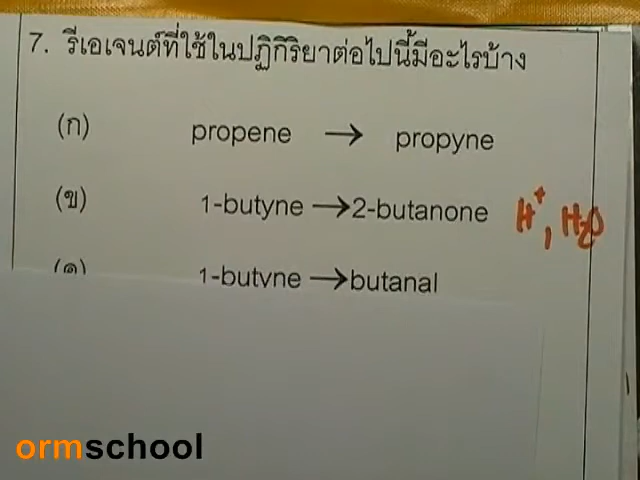 7. รีเอเจนต์ที่ใช้ในปฏิกิริยาต่อไปนี้มีอะไรบ้าง
(ก) propene → propyne
(ข) 1-butyne → 2-butanone H⁺, H₂O
(ค) 1-butyne → butanal
ormschool